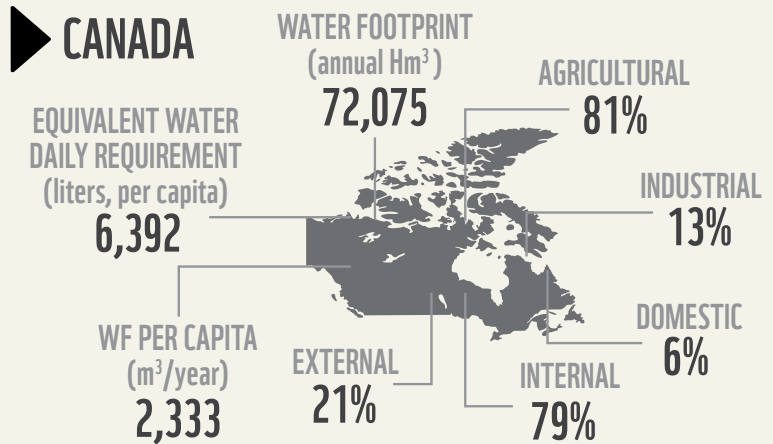 CANADA
WATER FOOTPRINT
(annual Hm³)
72,075
AGRICULTURAL
81%
EQUIVALENT WATER
DAILY REQUIREMENT
(liters, per capita)
6,392
INDUSTRIAL
13%
WF PER CAPITA
(m³/year)
2,333
EXTERNAL
21%
INTERNAL
79%
DOMESTIC
6%